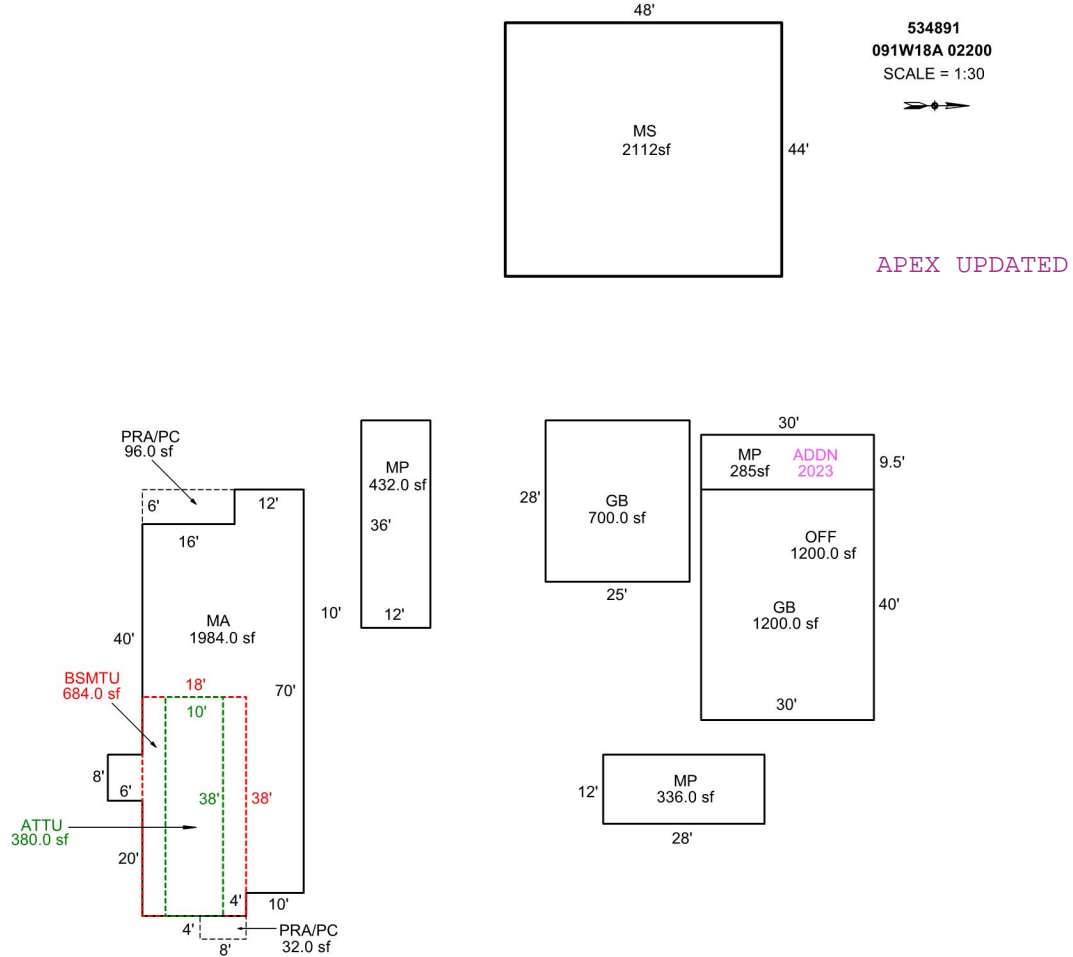 48'
534891
091W18A 02200
SCALE = 1:30
MS
2112sf
44'
APEX UPDATED
PRA/PC
96.0 sf
6'
12'
16'
MP
432.0 sf
36'
12'
10'
28'
GB
700.0 sf
25'
30'
MP
285sf
ADDN
2023
9.5'
OFF
1200.0 sf
GB
1200.0 sf
40'
30'
MA
1984.0 sf
40'
70'
BSMTU
684.0 sf
18'
10'
8'
6'
38'
38'
ATTU
380.0 sf
20'
4'
10'
4'
8'
PRA/PC
32.0 sf
12'
MP
336.0 sf
28'